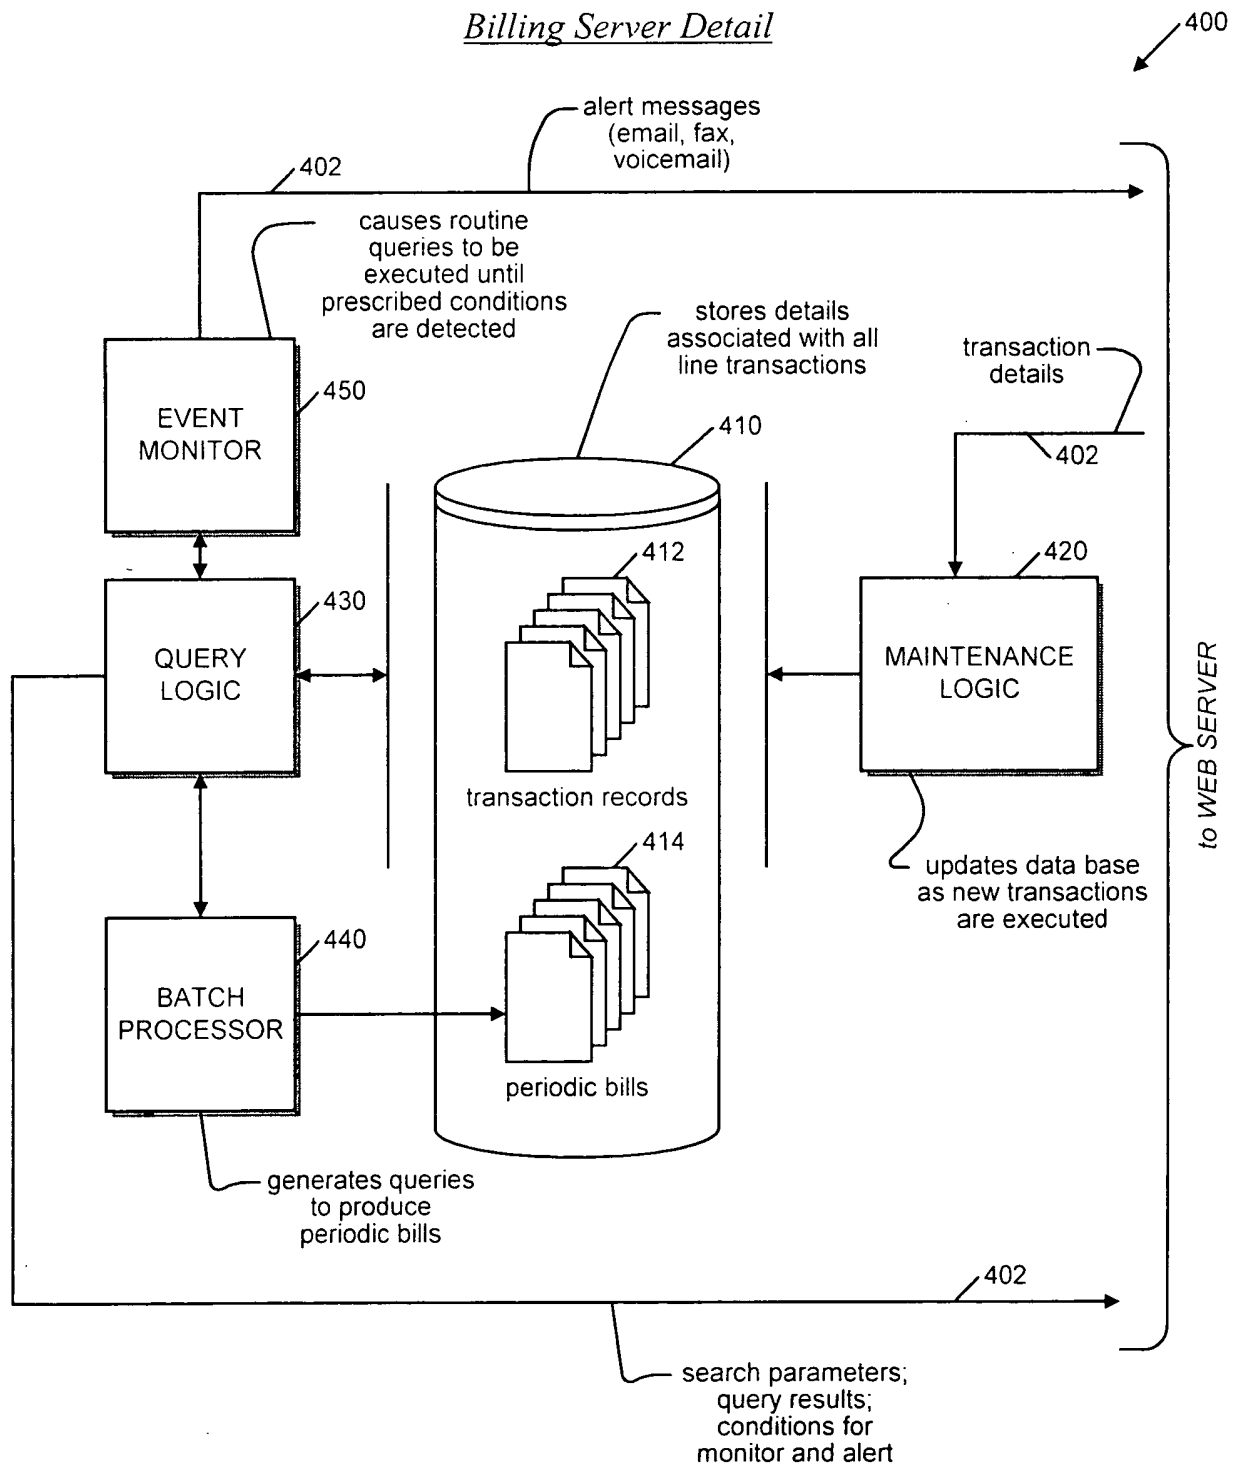 Billing Server Detail
400
alert messages
(email, fax,
voicemail)
402
causes routine
queries to be
executed until
prescribed conditions
are detected
stores details
associated with all
line transactions
transaction
details
450
EVENT
MONITOR
410
402
412
420
430
QUERY
LOGIC
MAINTENANCE
LOGIC
to WEB SERVER
transaction records
414
updates data base
as new transactions
are executed
440
BATCH
PROCESSOR
periodic bills
generates queries
to produce
periodic bills
402
search parameters;
query results;
conditions for
monitor and alert